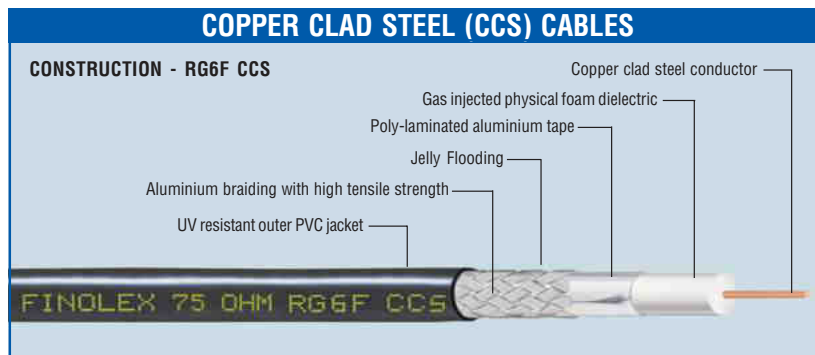 COPPER CLAD STEEL (CCS) CABLES
CONSTRUCTION - RG6F CCS
Copper clad steel conductor
Gas injected physical foam dielectric
Poly-laminated aluminium tape
Jelly Flooding
Aluminium braiding with high tensile strength
UV resistant outer PVC jacket
FINOLEX 75 OHM RG6F CCS